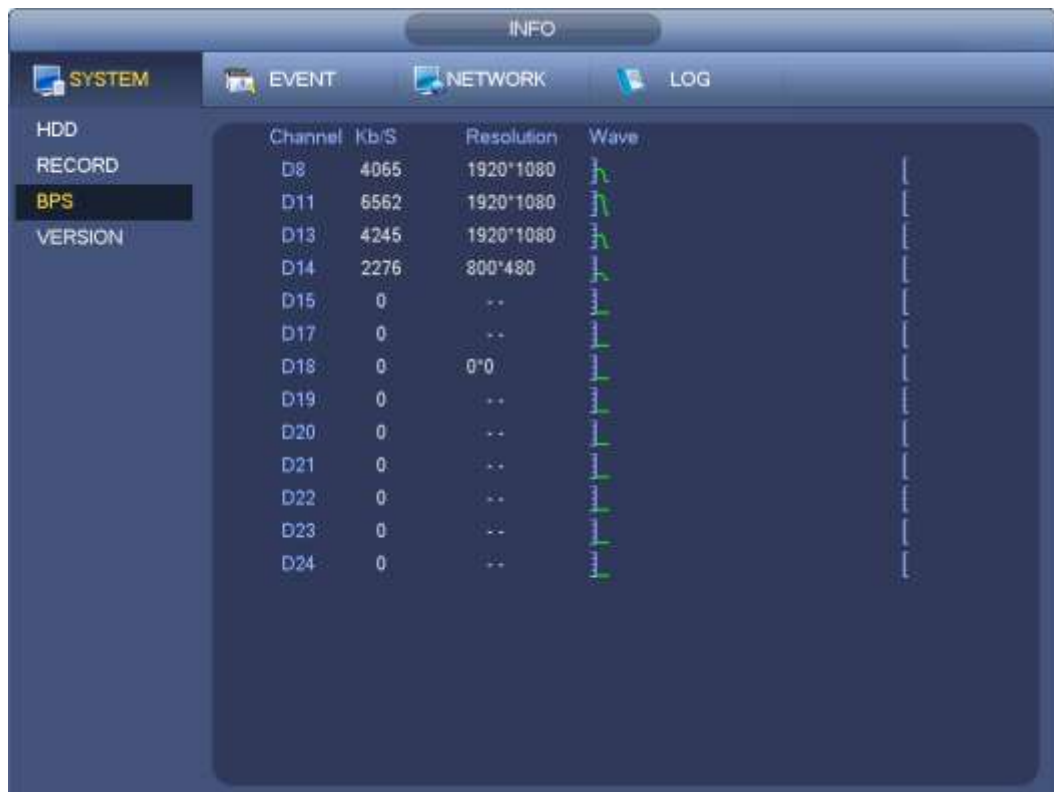 INFO
SYSTEM EVENT NETWORK LOG
HDD
RECORD
BPS
VERSION
Channel Kb/S Resolution Wave
D8 4065 1920*1080
D11 6562 1920*1080
D13 4245 1920*1080
D14 2276 800*480
D15 0 - -
D17 0 - -
D18 0 0*0
D19 0 - -
D20 0 - -
D21 0 - -
D22 0 - -
D23 0 - -
D24 0 - -